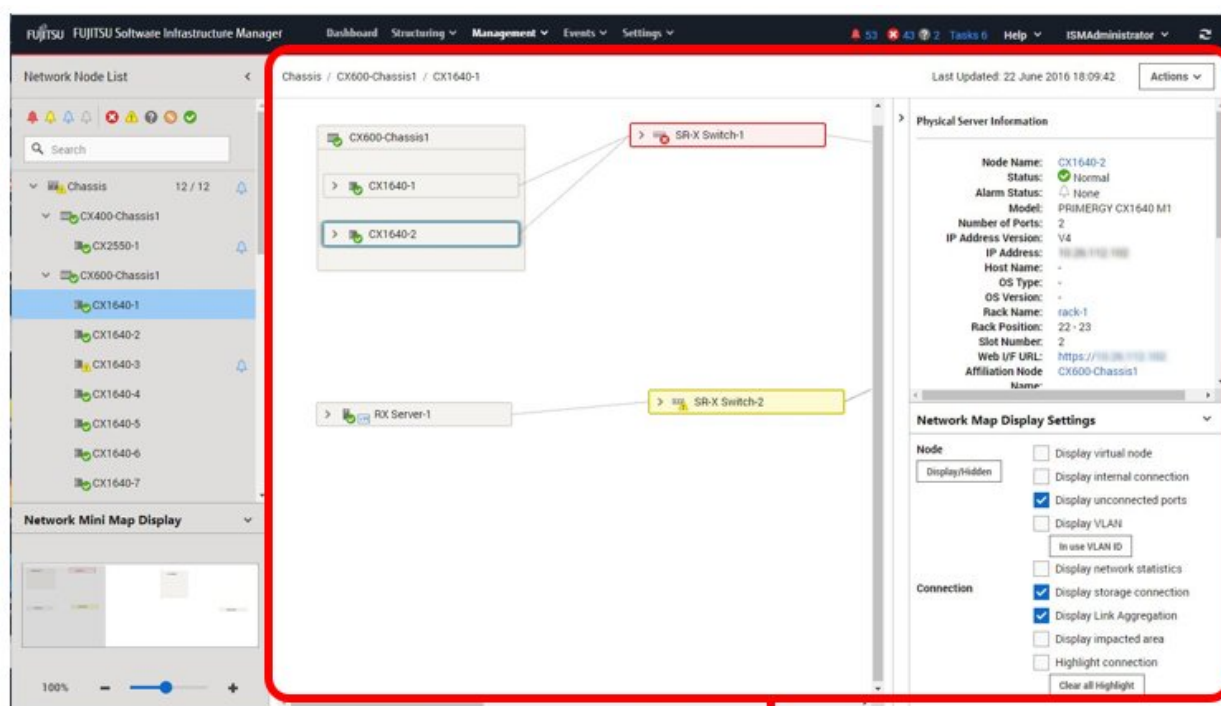 FUJITSU FUJITSU Software Infrastructure Manager Dashboard Structuring Management Events Settings 53 43 2 Tasks 6 Help ISMAdministrator
Network Node List
Search
Chassis 12 / 12
CX400-Chassis1
CX2550-1
CX600-Chassis1
CX1640-1
CX1640-2
CX1640-3
CX1640-4
CX1640-5
CX1640-6
CX1640-7
Network Mini Map Display
100%
Chassis / CX600-Chassis1 / CX1640-1
Last Updated: 22 June 2016 18:09:42 Actions
CX600-Chassis1
CX1640-1
CX1640-2
SR-X Switch-1
RX Server-1
SR-X Switch-2
Physical Server Information
Node Name: CX1640-2
Status: Normal
Alarm Status: None
Model: PRIMERGY CX1640 M1
Number of Ports: 2
IP Address Version: V4
IP Address:
Host Name: -
OS Type: -
OS Version: -
Rack Name: rack-1
Rack Position: 22 - 23
Slot Number: 2
Web I/F URL: https://
Affiliation Node CX600-Chassis1
Name:
Network Map Display Settings
Node
Display/Hidden
Display virtual node
Display internal connection
Display unconnected ports
Display VLAN
In use VLAN ID
Display network statistics
Connection
Display storage connection
Display Link Aggregation
Display impacted area
Highlight connection
Clear all Highlight